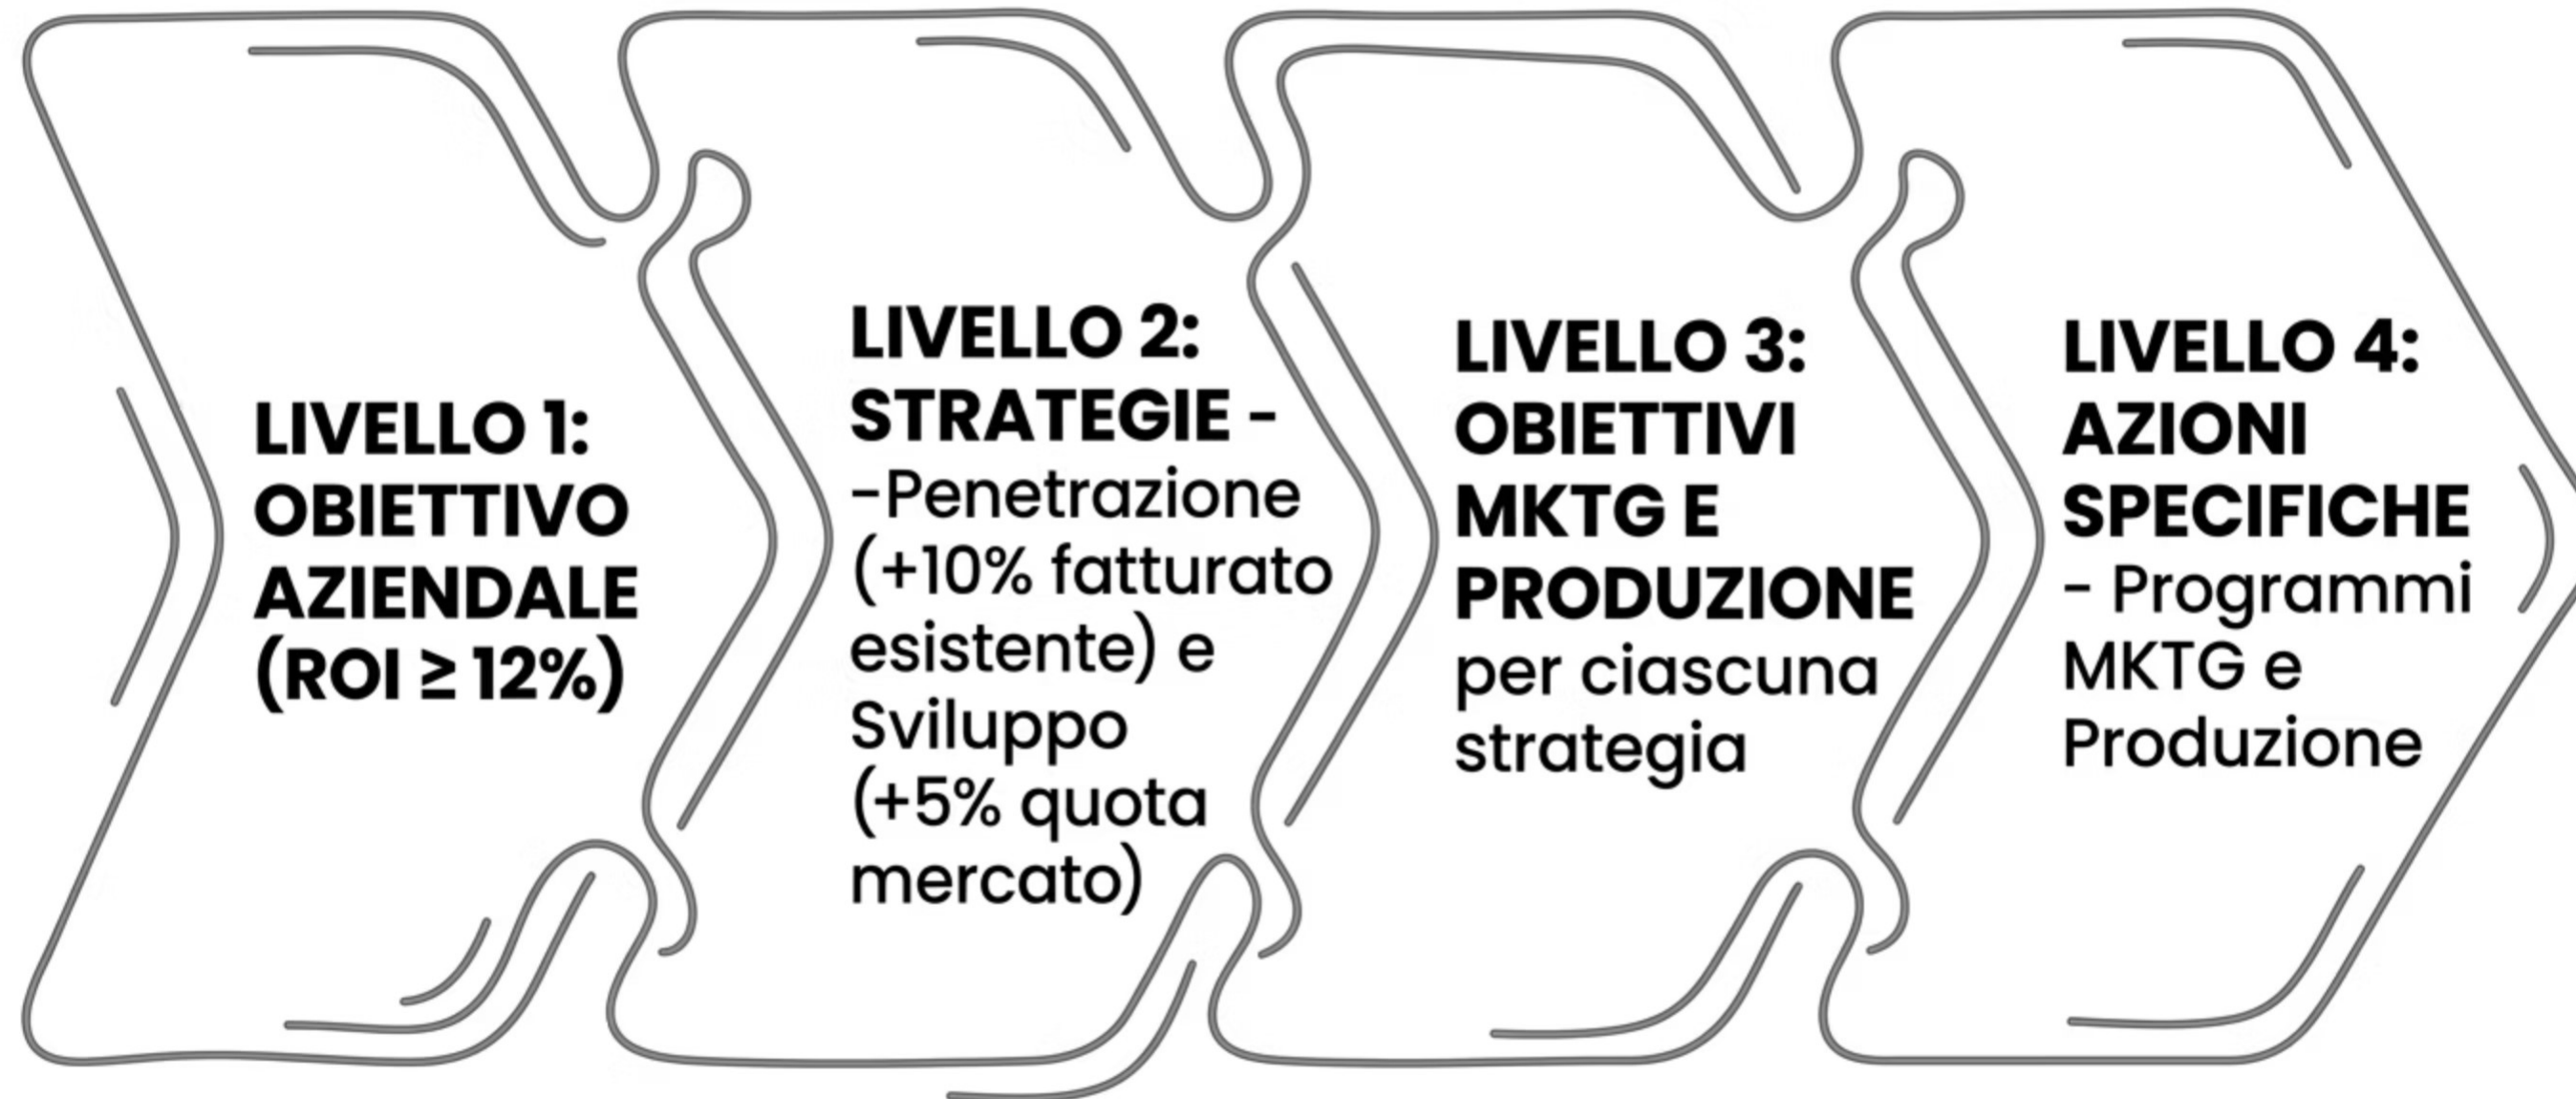 LIVELLO 1:
OBIETTIVO
AZIENDALE
(ROI ≥ 12%)
LIVELLO 2:
STRATEGIE -
-Penetrazione
(+10% fatturato
esistente) e
Sviluppo
(+5% quota
mercato)
LIVELLO 3:
OBIETTIVI
MKTG E
PRODUZIONE
per ciascuna
strategia
LIVELLO 4:
AZIONI
SPECIFICHE
- Programmi
MKTG e
Produzione